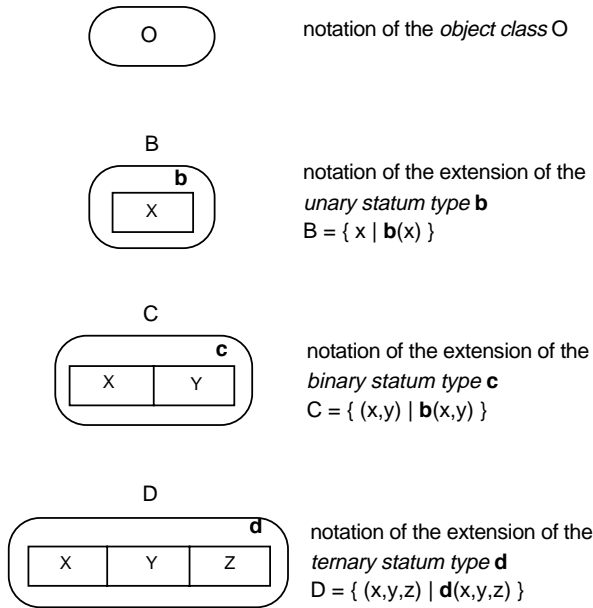 O
notation of the object class O
B
b
X
notation of the extension of the
unary statum type b
B = { x | b(x) }
C
c
X Y
notation of the extension of the
binary statum type c
C = { (x,y) | b(x,y) }
D
d
X Y Z
notation of the extension of the
ternary statum type d
D = { (x,y,z) | d(x,y,z) }